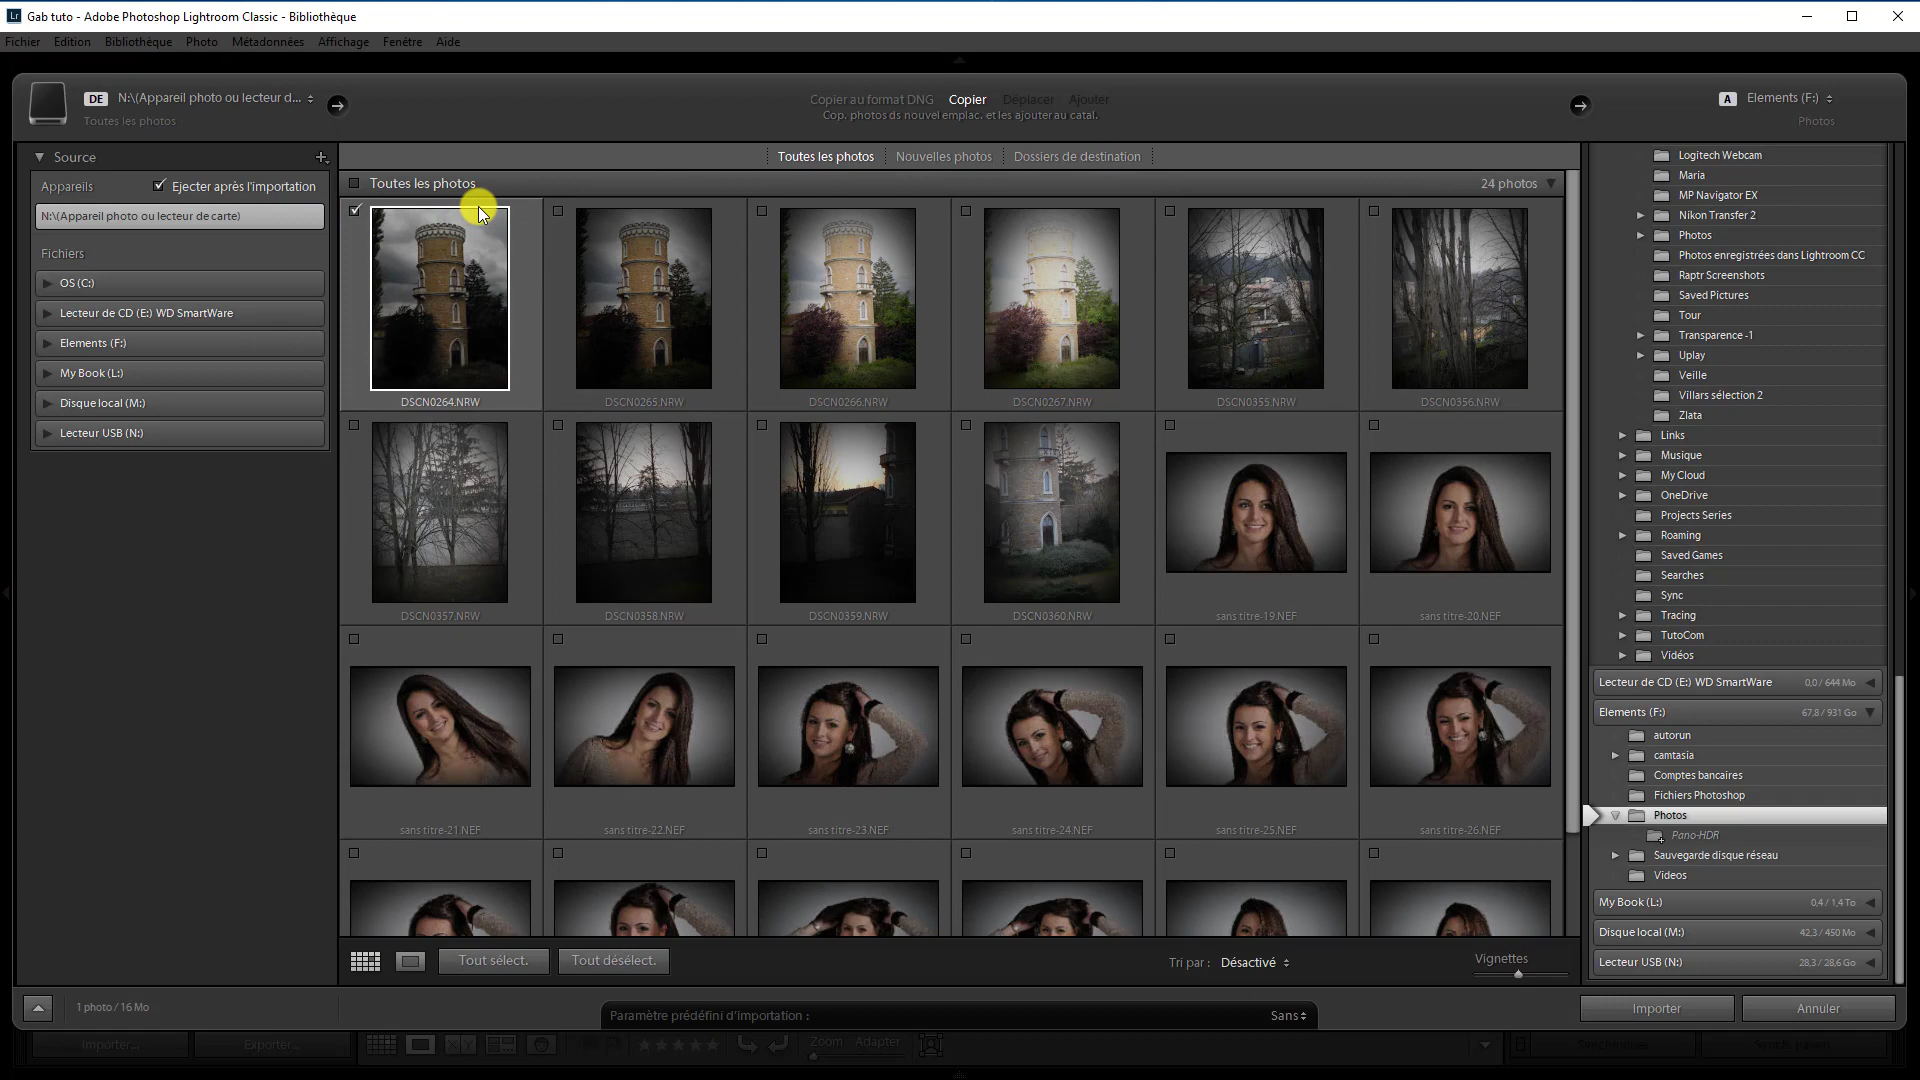 Gab tuto - Adobe Photoshop Lightroom Classic - Bibliothèque
Fichier Edition Bibliothèque Photo Métadonnées Affichage Fenêtre Aide
DE N:\(Appareil photo ou lecteur d...
Toutes les photos
Copier au format DNG Copier Déplacer Ajouter
Cop. photos ds nouvel emplac. et les ajouter au catal.
A Elements (F:)
Photos
Source
Appareils Ejecter après l'importation
N:\(Appareil photo ou lecteur de carte)
Fichiers
OS (C:)
Lecteur de CD (E:) WD SmartWare
Elements (F:)
My Book (L:)
Disque local (M:)
Lecteur USB (N:)
Toutes les photos Nouvelles photos Dossiers de destination
Toutes les photos 24 photos
DSCN0264.NRW DSCN0265.NRW DSCN0266.NRW DSCN0267.NRW DSCN0355.NRW DSCN0356.NRW
DSCN0357.NRW DSCN0358.NRW DSCN0359.NRW DSCN0360.NRW sans titre-19.NEF sans titre-20.NEF
sans titre-21.NEF sans titre-22.NEF sans titre-23.NEF sans titre-24.NEF sans titre-25.NEF sans titre-26.NEF
Tout sélect. Tout désélect. Tri par : Désactivé Vignettes
Logitech Webcam
Maria
MP Navigator EX
Nikon Transfer 2
Photos
Photos enregistrées dans Lightroom CC
Raptr Screenshots
Saved Pictures
Tour
Transparence -1
Uplay
Veille
Villars sélection 2
Zlata
Links
Musique
My Cloud
OneDrive
Projects Series
Roaming
Saved Games
Searches
Sync
Tracing
TutoCom
Vidéos
Lecteur de CD (E:) WD SmartWare 0,0 / 644 Mo
Elements (F:) 67,8 / 931 Go
autorun
camtasia
Comptes bancaires
Fichiers Photoshop
Photos
Pano-HDR
Sauvegarde disque réseau
Videos
My Book (L:) 0,4 / 1,4 To
Disque local (M:) 42,3 / 450 Mo
Lecteur USB (N:) 28,3 / 28,6 Go
1 photo / 16 Mo
Paramètre prédéfini d'importation : Sans
Importer Annuler
Importer... Exporter...
Zoom Adapter